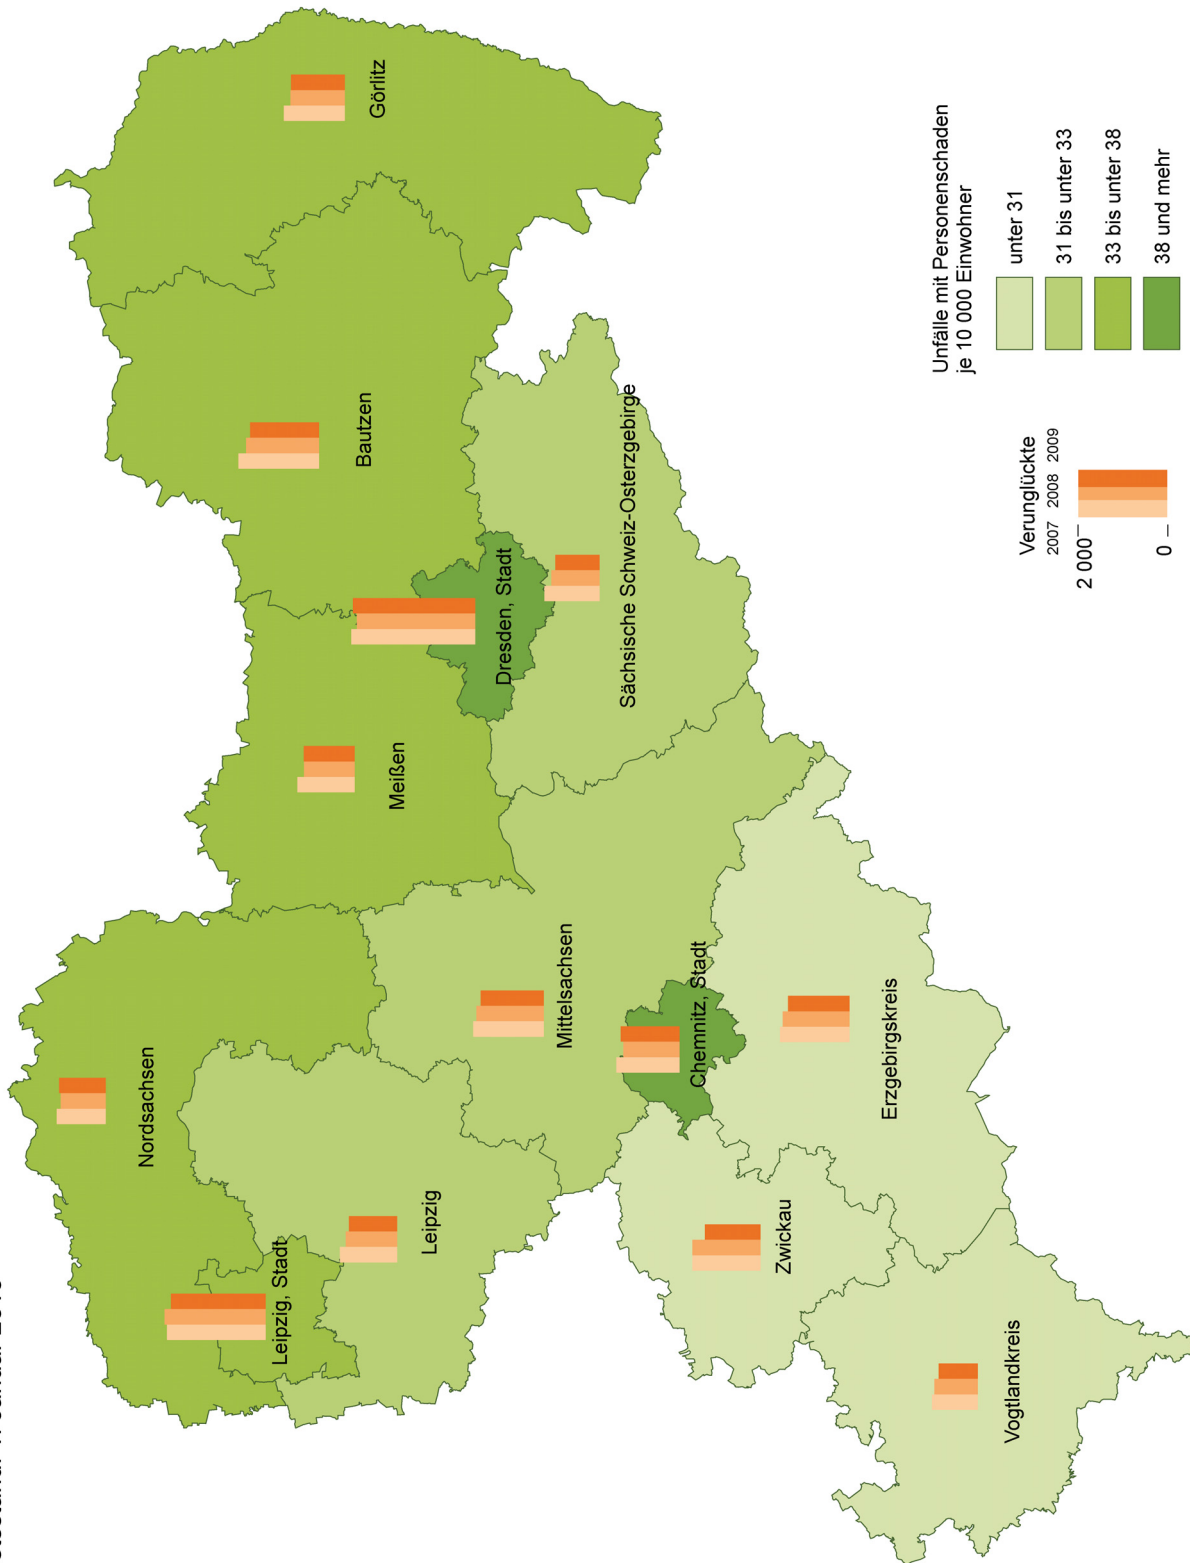 Nordsachsen
Leipzig, Stadt
Bautzen
Görlitz
Meißen
Leipzig
Dresden, Stadt
Mittelsachsen
Sächsische Schweiz-Osterzgebirge
Chemnitz, Stadt
Zwickau
Erzgebirgskreis
Vogtlandkreis
Verunglückte
2007 2008 2009
2 000
0
Unfälle mit Personenschaden
je 10 000 Einwohner
unter 31
31 bis unter 33
33 bis unter 38
38 und mehr